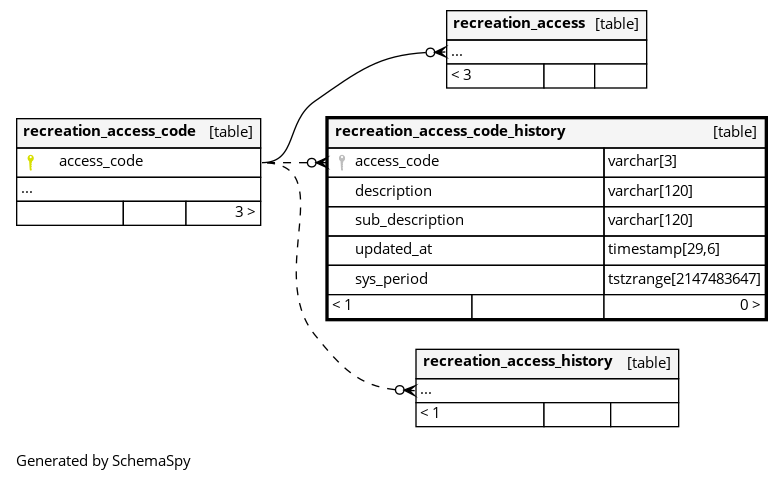 recreation_access [table]
...
< 3
recreation_access_code [table]
access_code
...
3 >
recreation_access_code_history [table]
access_code varchar[3]
description varchar[120]
sub_description varchar[120]
updated_at timestamp[29,6]
sys_period tstzrange[2147483647]
< 1 0 >
recreation_access_history [table]
...
< 1
Generated by SchemaSpy